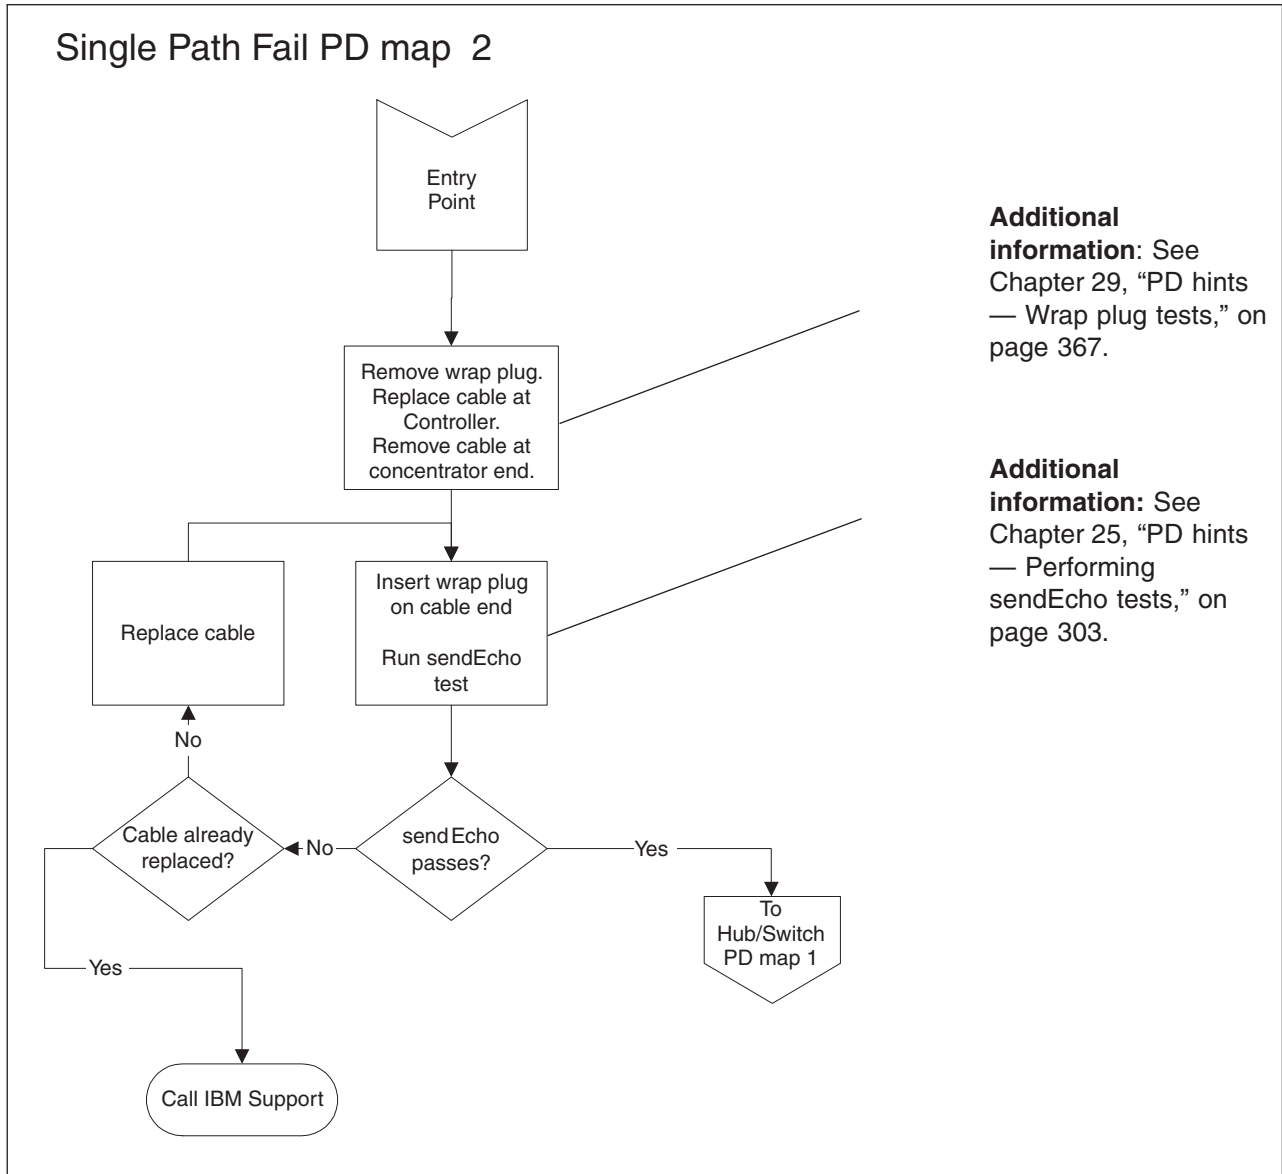 Single Path Fail PD map 2
Entry
Point
Additional
information: See
Chapter 29, “PD hints
— Wrap plug tests,” on
page 367.
Remove wrap plug.
Replace cable at
Controller.
Remove cable at
concentrator end.
Additional
information: See
Chapter 25, “PD hints
— Performing
sendEcho tests,” on
page 303.
Insert wrap plug
on cable end
Run sendEcho
test
Replace cable
No
Cable already
replaced?
No
sendEcho
passes?
Yes
To
Hub/Switch
PD map 1
Yes
Call IBM Support